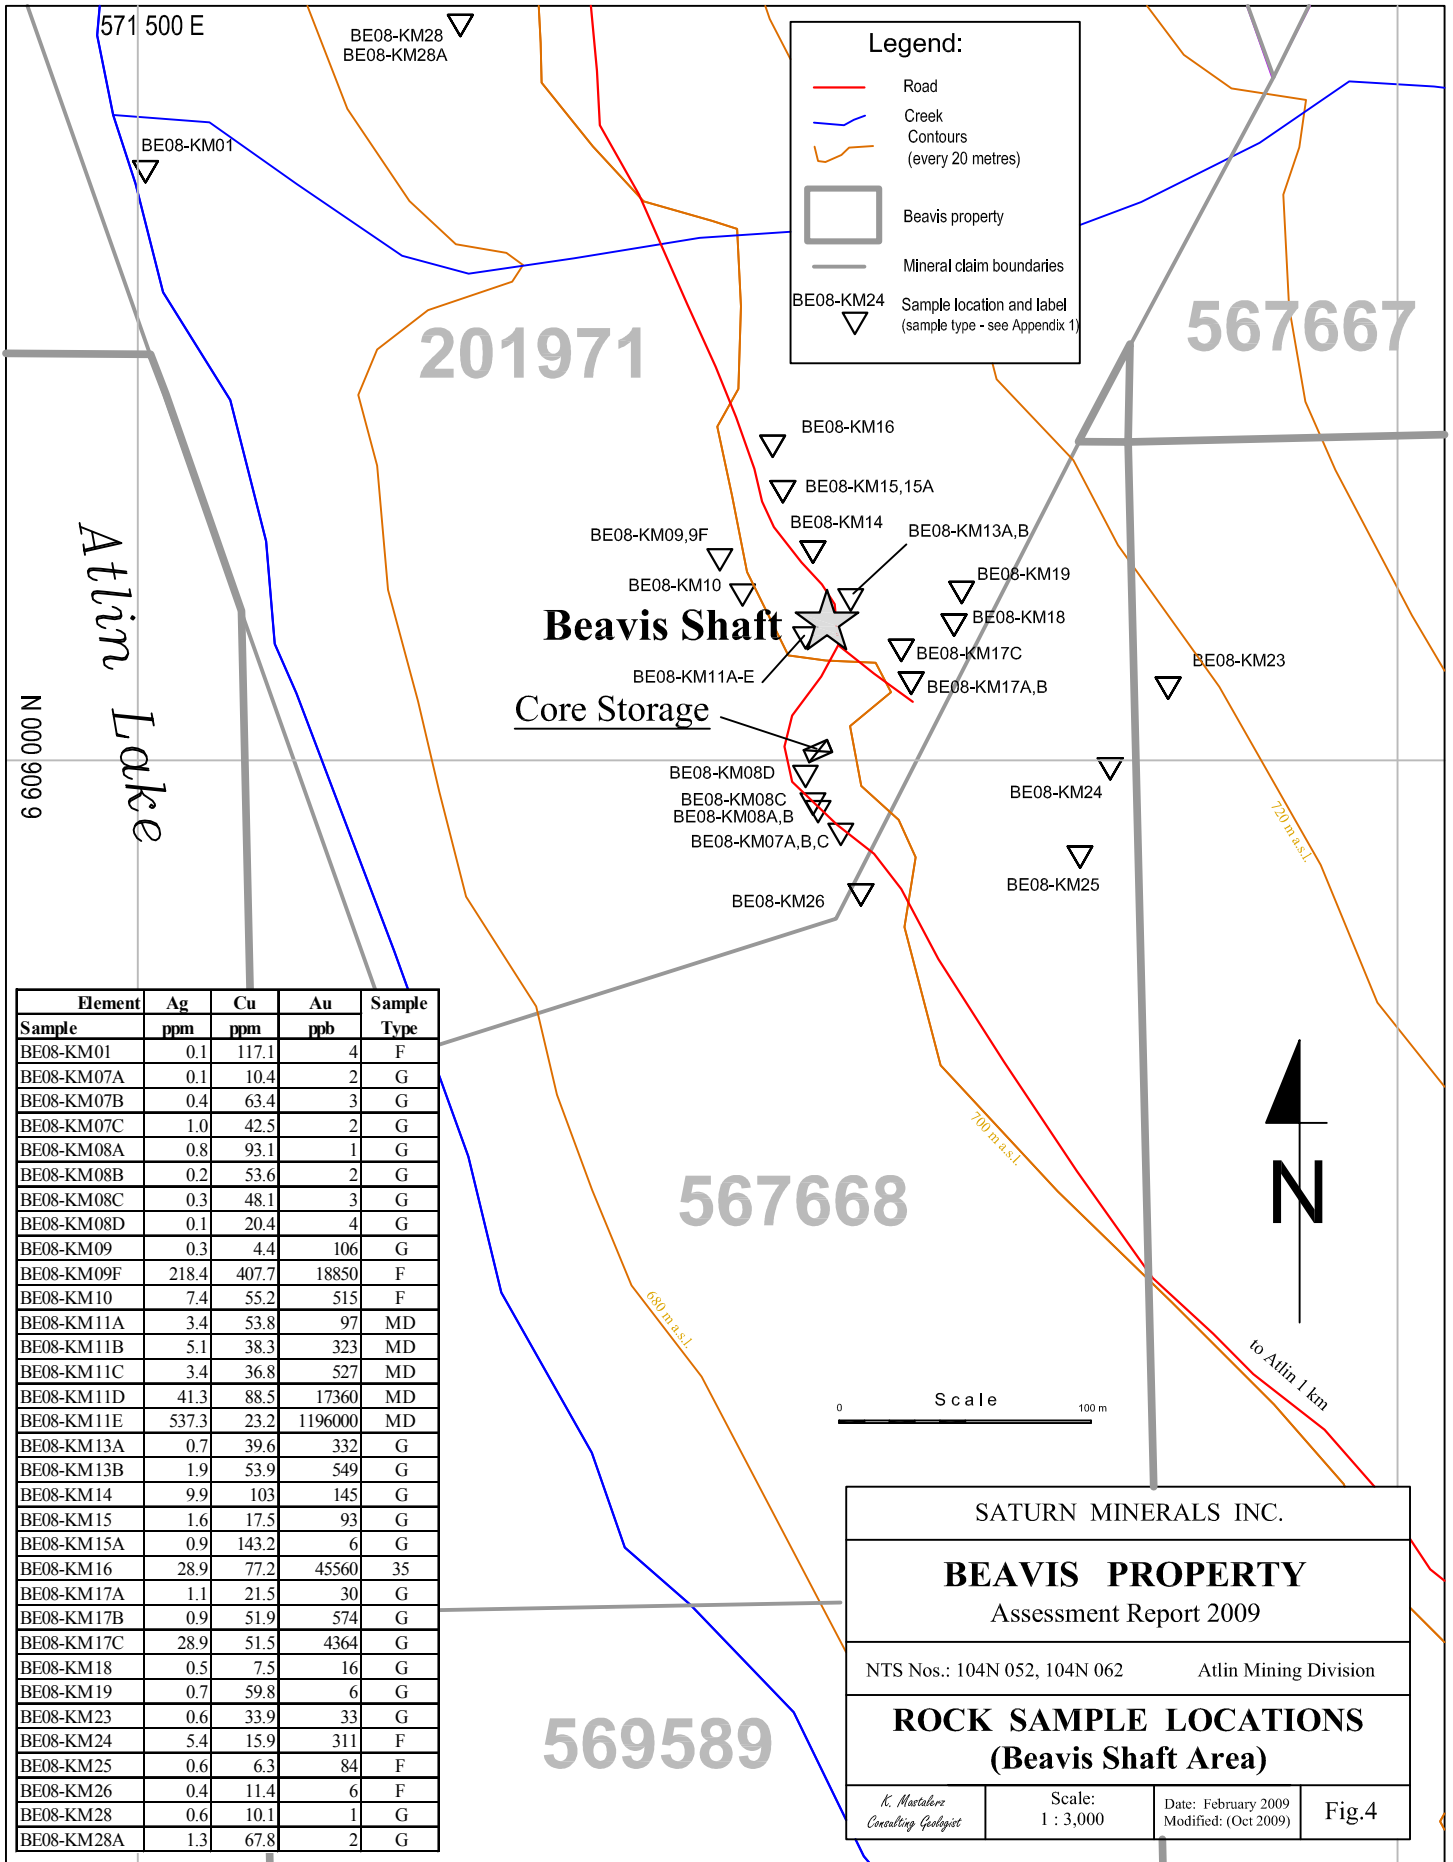 571 500 E
BE08-KM28
BE08-KM28A
BE08-KM01
Legend:
Road
Creek
Contours
(every 20 metres)
Beavis property
Mineral claim boundaries
BE08-KM24
Sample location and label
(sample type - see Appendix 1)
201971
567667
BE08-KM16
BE08-KM15,15A
BE08-KM14
BE08-KM13A,B
BE08-KM09,9F
BE08-KM10
BE08-KM19
BE08-KM18
Beavis Shaft
BE08-KM17C
BE08-KM11A-E
BE08-KM17A,B
BE08-KM23
Core Storage
Atlin Lake
6 609 000 N
BE08-KM08D
BE08-KM08C
BE08-KM08A,B
BE08-KM07A,B,C
BE08-KM24
BE08-KM25
BE08-KM26
720 m a.s.l.
700 m a.s.l.
680 m a.s.l.
567668
N
to Atlin 1 km
Scale
0 100 m
569589
Element Ag Cu Au Sample
Sample ppm ppm ppb Type
BE08-KM01 0.1 117.1 4 F
BE08-KM07A 0.1 10.4 2 G
BE08-KM07B 0.4 63.4 3 G
BE08-KM07C 1.0 42.5 2 G
BE08-KM08A 0.8 93.1 1 G
BE08-KM08B 0.2 53.6 2 G
BE08-KM08C 0.3 48.1 3 G
BE08-KM08D 0.1 20.4 4 G
BE08-KM09 0.3 4.4 106 G
BE08-KM09F 218.4 407.7 18850 F
BE08-KM10 7.4 55.2 515 F
BE08-KM11A 3.4 53.8 97 MD
BE08-KM11B 5.1 38.3 323 MD
BE08-KM11C 3.4 36.8 527 MD
BE08-KM11D 41.3 88.5 17360 MD
BE08-KM11E 537.3 23.2 1196000 MD
BE08-KM13A 0.7 39.6 332 G
BE08-KM13B 1.9 53.9 549 G
BE08-KM14 9.9 103 145 G
BE08-KM15 1.6 17.5 93 G
BE08-KM15A 0.9 143.2 6 G
BE08-KM16 28.9 77.2 45560 35
BE08-KM17A 1.1 21.5 30 G
BE08-KM17B 0.9 51.9 574 G
BE08-KM17C 28.9 51.5 4364 G
BE08-KM18 0.5 7.5 16 G
BE08-KM19 0.7 59.8 6 G
BE08-KM23 0.6 33.9 33 G
BE08-KM24 5.4 15.9 311 F
BE08-KM25 0.6 6.3 84 F
BE08-KM26 0.4 11.4 6 F
BE08-KM28 0.6 10.1 1 G
BE08-KM28A 1.3 67.8 2 G
SATURN MINERALS INC.
BEAVIS PROPERTY
Assessment Report 2009
NTS Nos.: 104N 052, 104N 062 Atlin Mining Division
ROCK SAMPLE LOCATIONS
(Beavis Shaft Area)
K. Mastalerz
Consulting Geologist
Scale:
1 : 3,000
Date: February 2009
Modified: (Oct 2009)
Fig.4